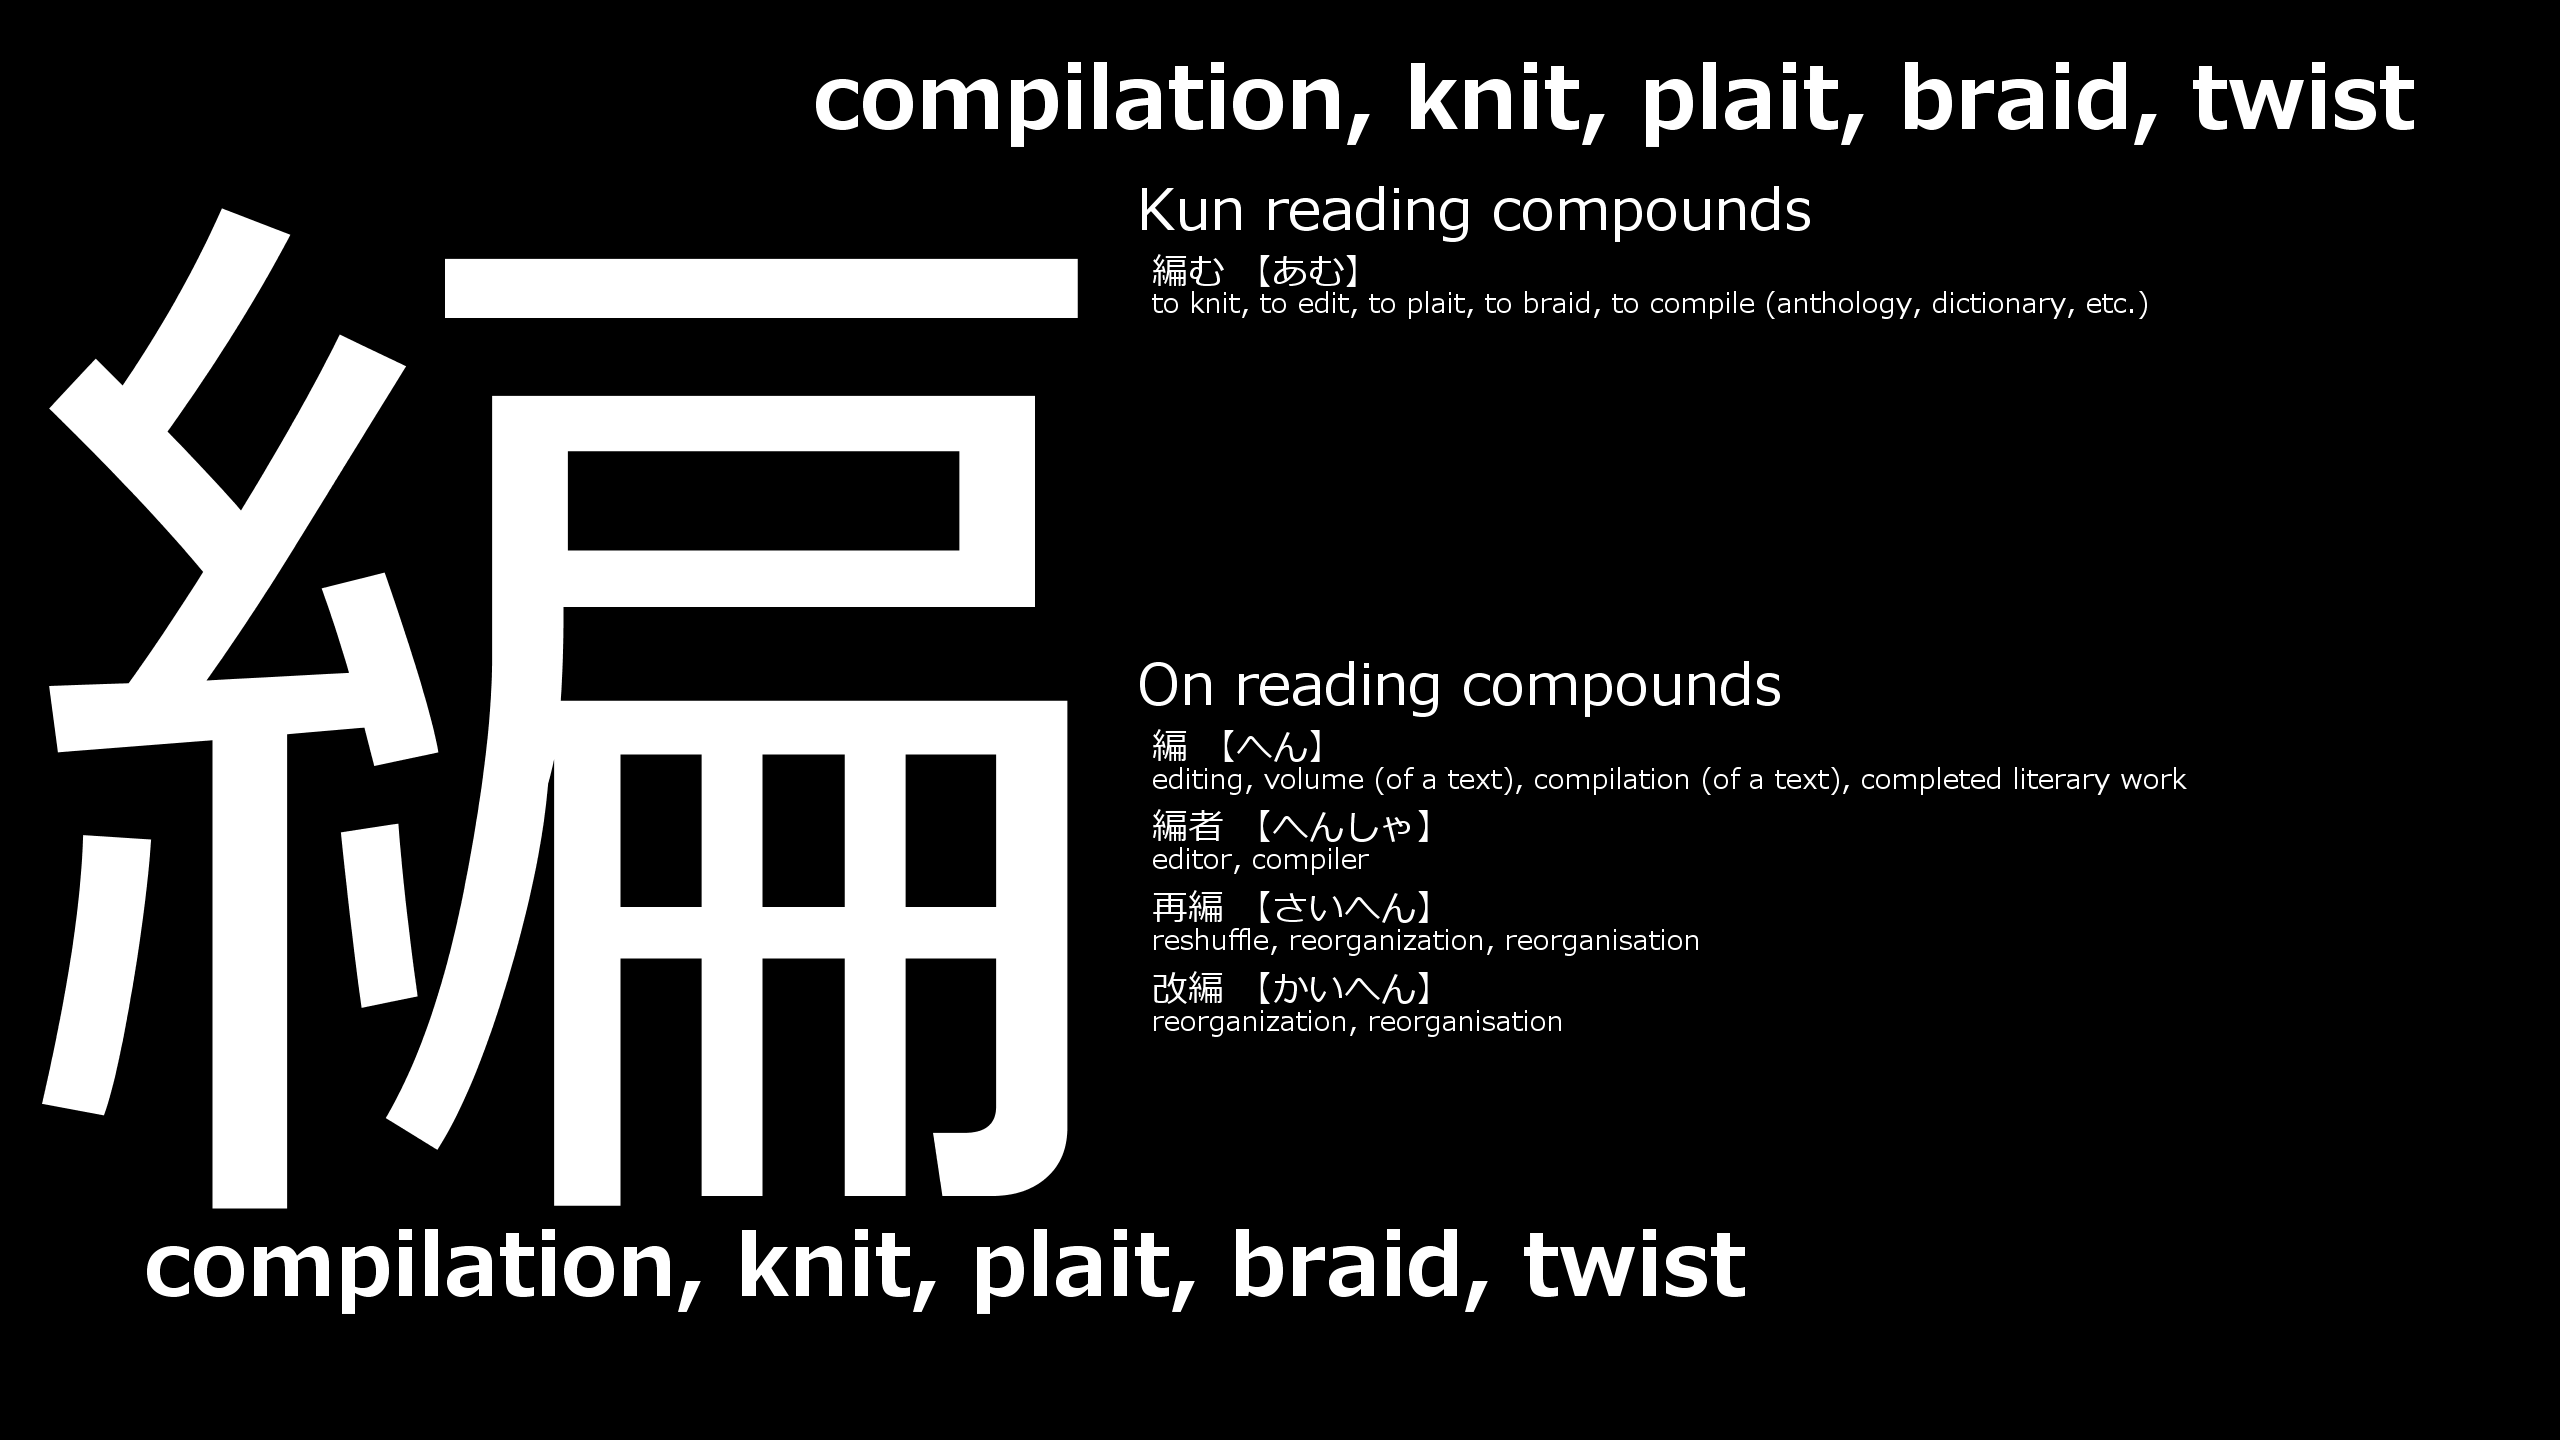 compilation, knit, plait, braid, twist
編
Kun reading compounds
編む 【あむ】
to knit, to edit, to plait, to braid, to compile (anthology, dictionary, etc.)
On reading compounds
編 【へん】
editing, volume (of a text), compilation (of a text), completed literary work
編者 【へんしゃ】
editor, compiler
再編 【さいへん】
reshuffle, reorganization, reorganisation
改編 【かいへん】
reorganization, reorganisation
compilation, knit, plait, braid, twist